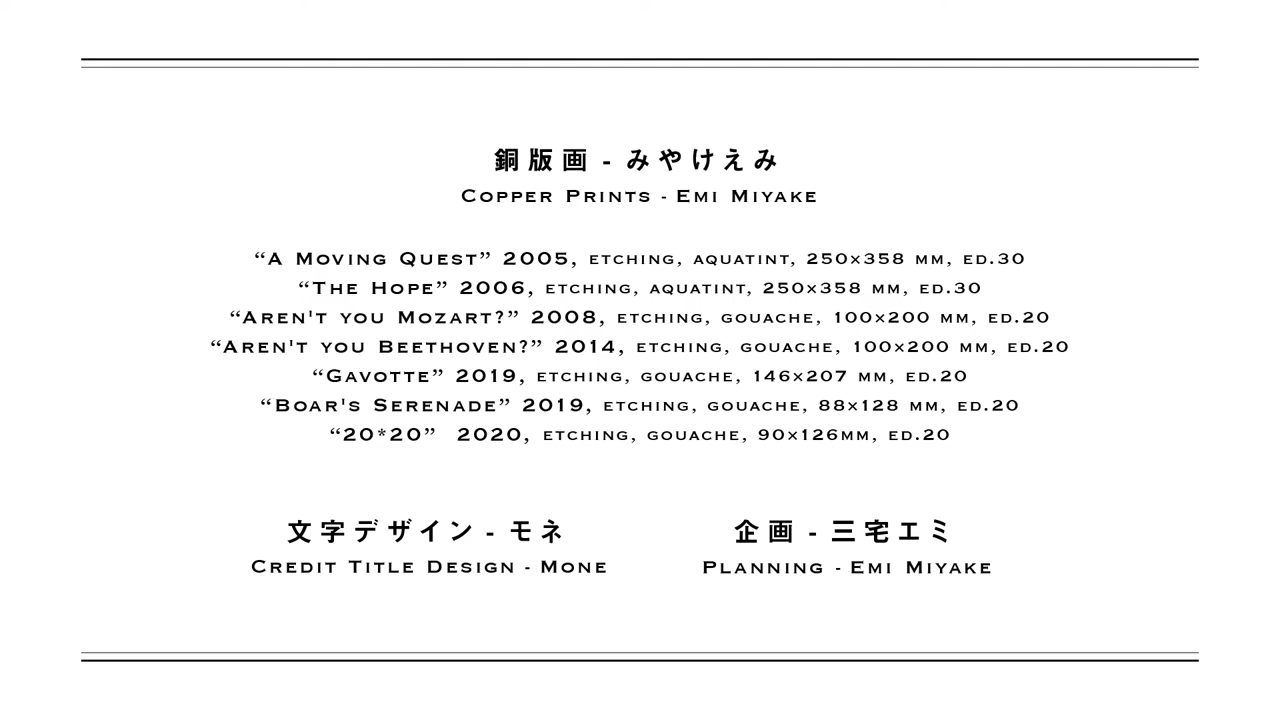 銅版画 - みやけえみ
Copper Prints - Emi Miyake
“A Moving Quest” 2005, etching, aquatint, 250×358 mm, ed.30
“The Hope” 2006, etching, aquatint, 250×358 mm, ed.30
“Aren't you Mozart?” 2008, etching, gouache, 100×200 mm, ed.20
“Aren't you Beethoven?” 2014, etching, gouache, 100×200 mm, ed.20
“Gavotte” 2019, etching, gouache, 146×207 mm, ed.20
“Boar's Serenade” 2019, etching, gouache, 88×128 mm, ed.20
“20*20” 2020, etching, gouache, 90×126mm, ed.20
文字デザイン - モネ
Credit Title Design - Mone
企画 - 三宅エミ
Planning - Emi Miyake